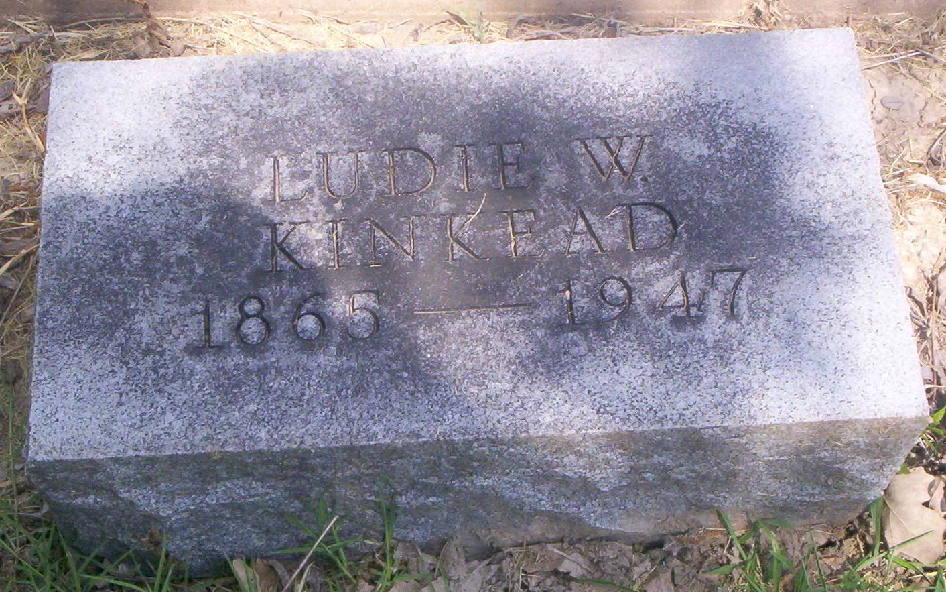 LUDIE W.
KINKEAD
1865 — 1947